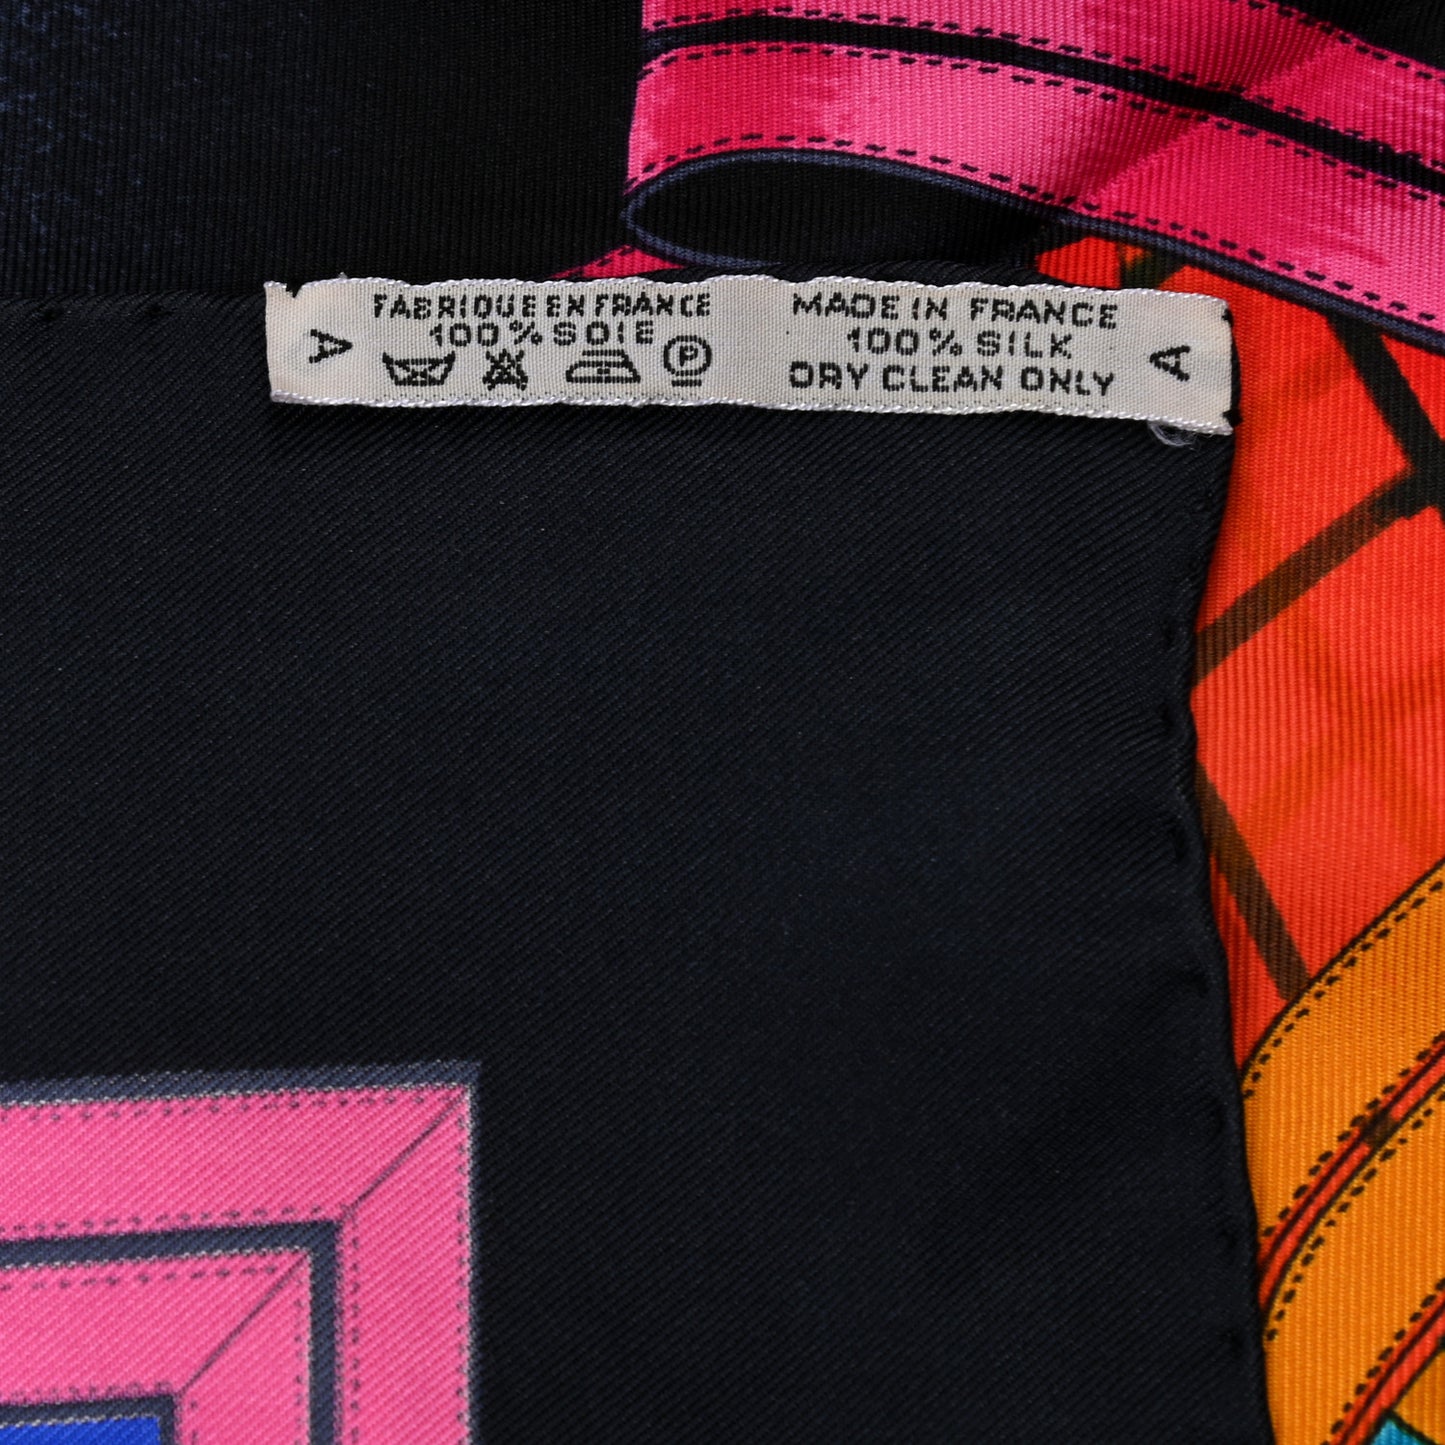 FABRIQUE EN FRANCE
100% SOIE
P
MADE IN FRANCE
100% SILK
DRY CLEAN ONLY
A
A